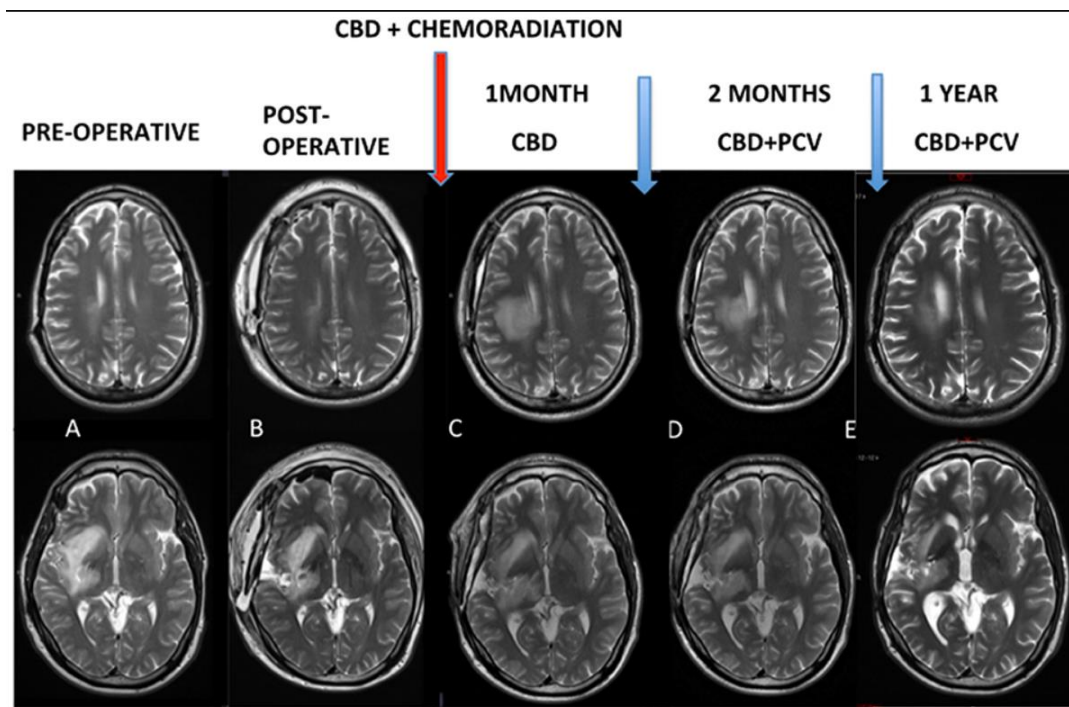 CBD + CHEMORADIATION
PRE-OPERATIVE
POST-
OPERATIVE
1MONTH
CBD
2 MONTHS
CBD+PCV
1 YEAR
CBD+PCV
A
B
C
D
E